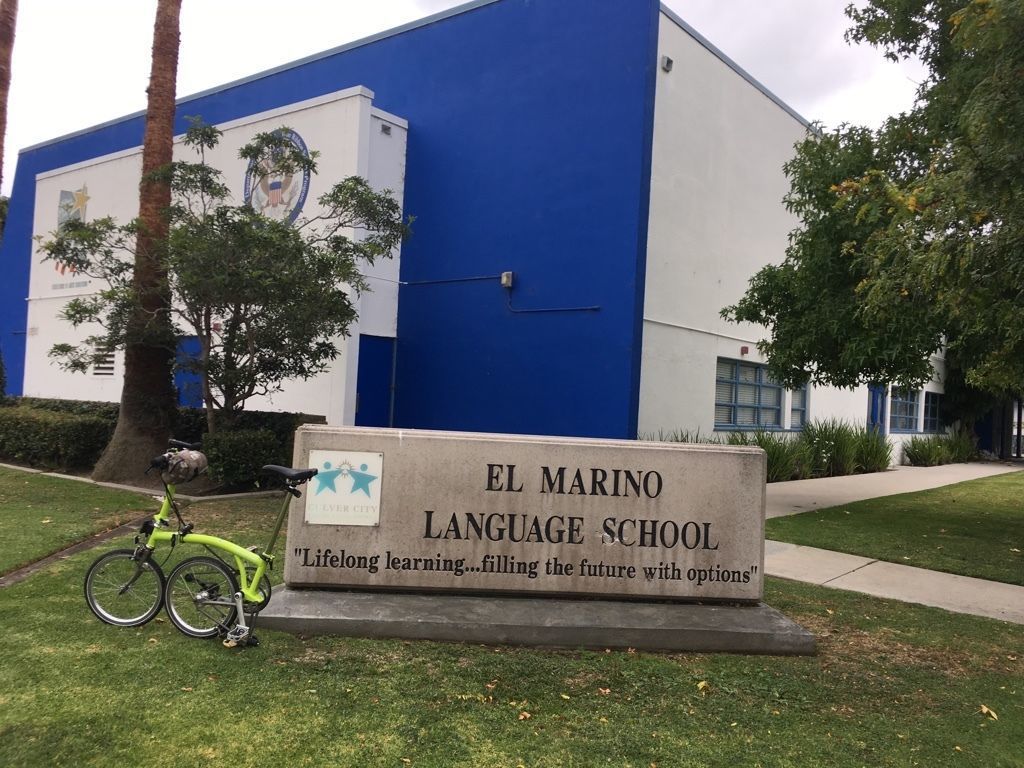 EL MARINO
LANGUAGE SCHOOL
"Lifelong learning...filling the future with options"
CULVER CITY